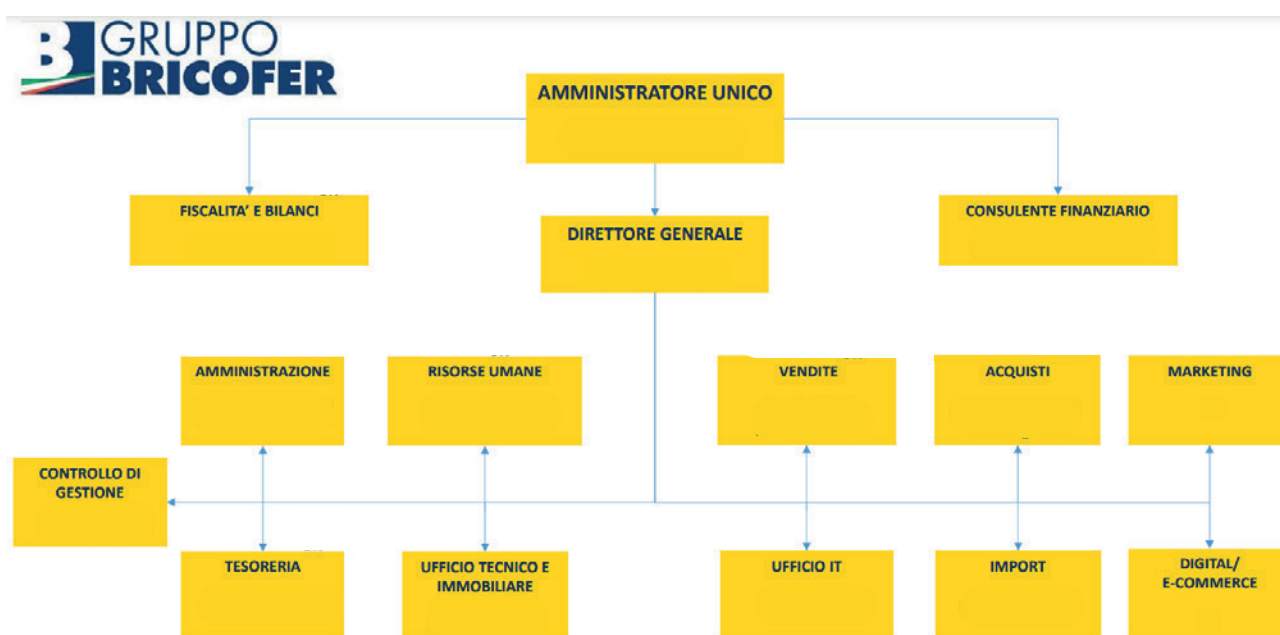 B GRUPPO
BRICOFER
AMMINISTRATORE UNICO
FISCALITA’ E BILANCI
DIRETTORE GENERALE
CONSULENTE FINANZIARIO
AMMINISTRAZIONE
RISORSE UMANE
VENDITE
ACQUISTI
MARKETING
CONTROLLO DI
GESTIONE
TESORERIA
UFFICIO TECNICO E
IMMOBILIARE
UFFICIO IT
IMPORT
DIGITAL/
E-COMMERCE